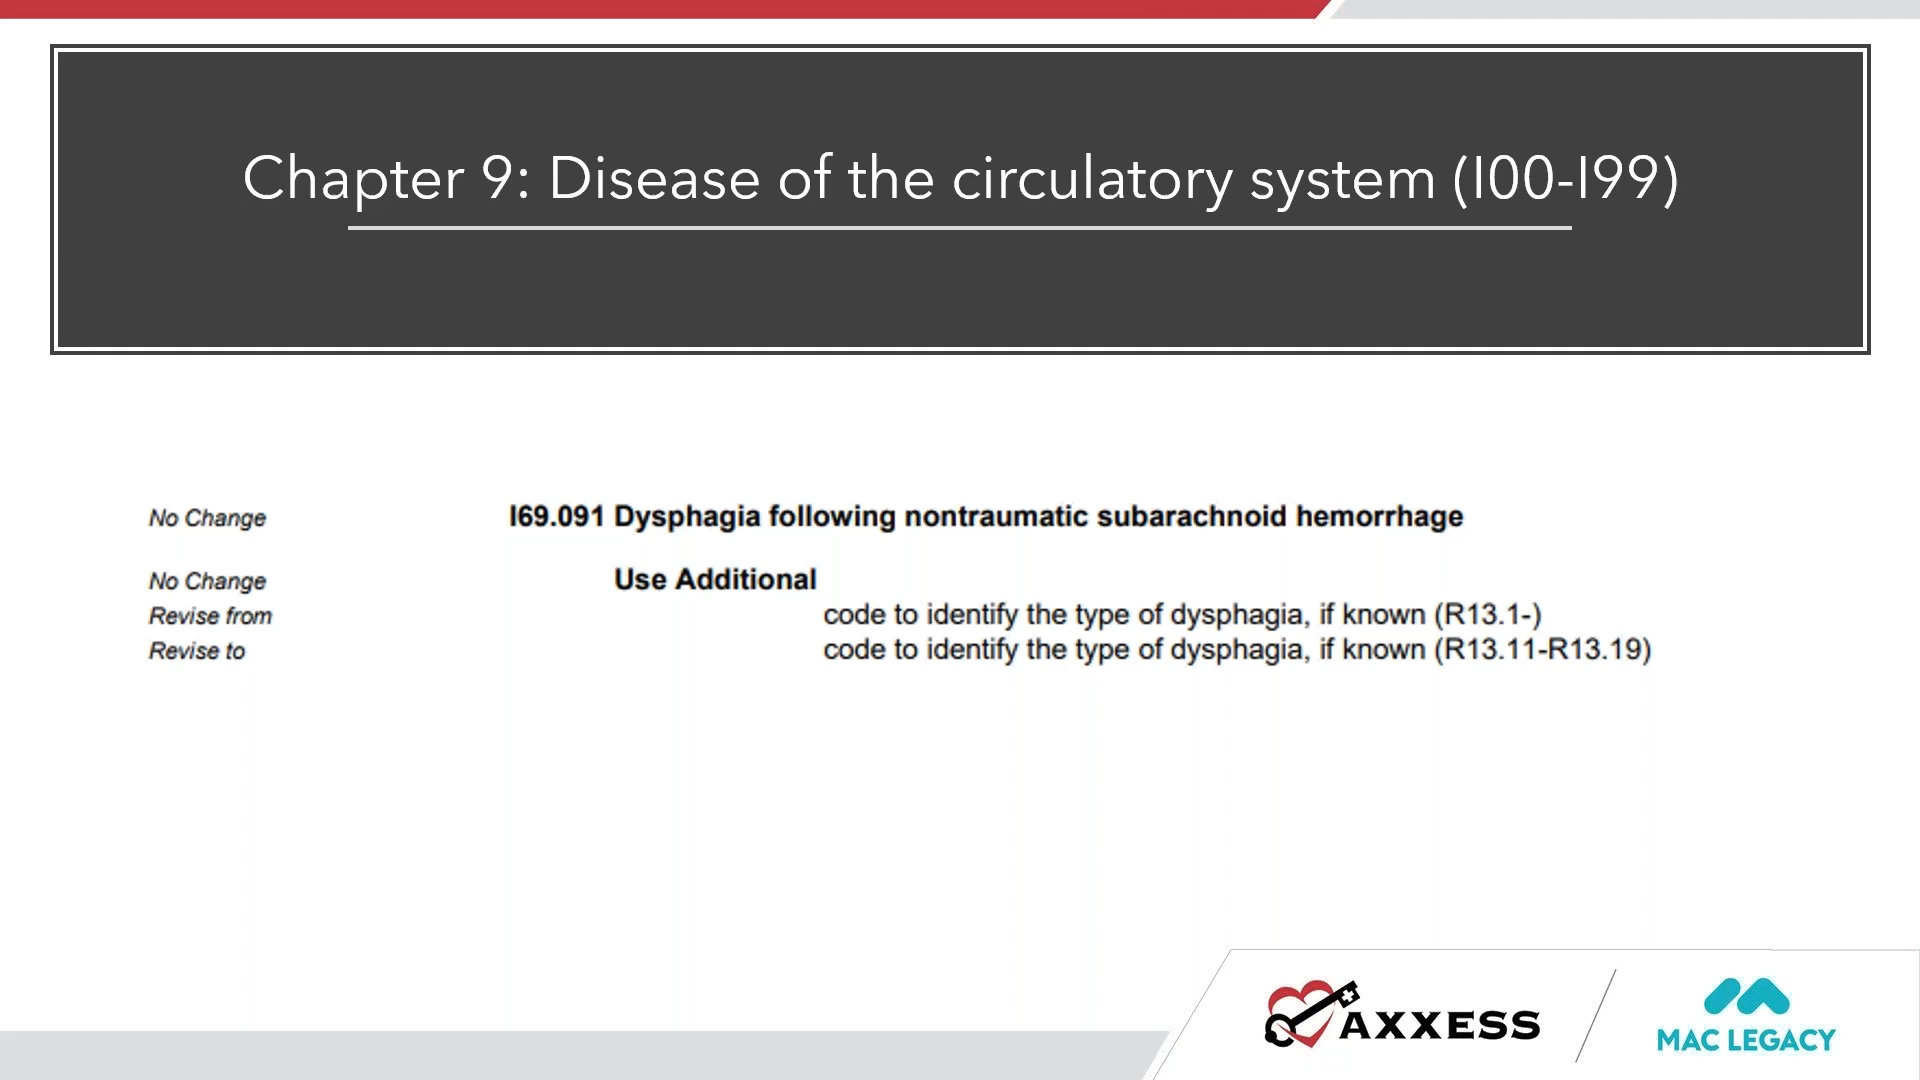 Chapter 9: Disease of the circulatory system (I00-I99)
No Change I69.091 Dysphagia following nontraumatic subarachnoid hemorrhage
No Change Use Additional
Revise from code to identify the type of dysphagia, if known (R13.1-)
Revise to code to identify the type of dysphagia, if known (R13.11-R13.19)
AXXESS
MAC LEGACY